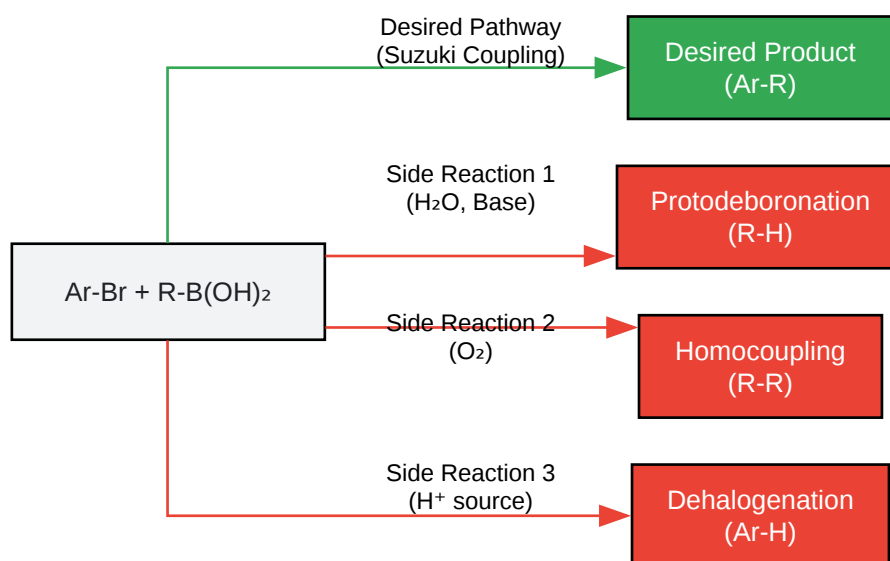 Desired Pathway
(Suzuki Coupling)
Desired Product
(Ar-R)
Side Reaction 1
(H₂O, Base)
Protodeboronation
(R-H)
Ar-Br + R-B(OH)₂
Side Reaction 2
(O₂)
Homocoupling
(R-R)
Side Reaction 3
(H⁺ source)
Dehalogenation
(Ar-H)